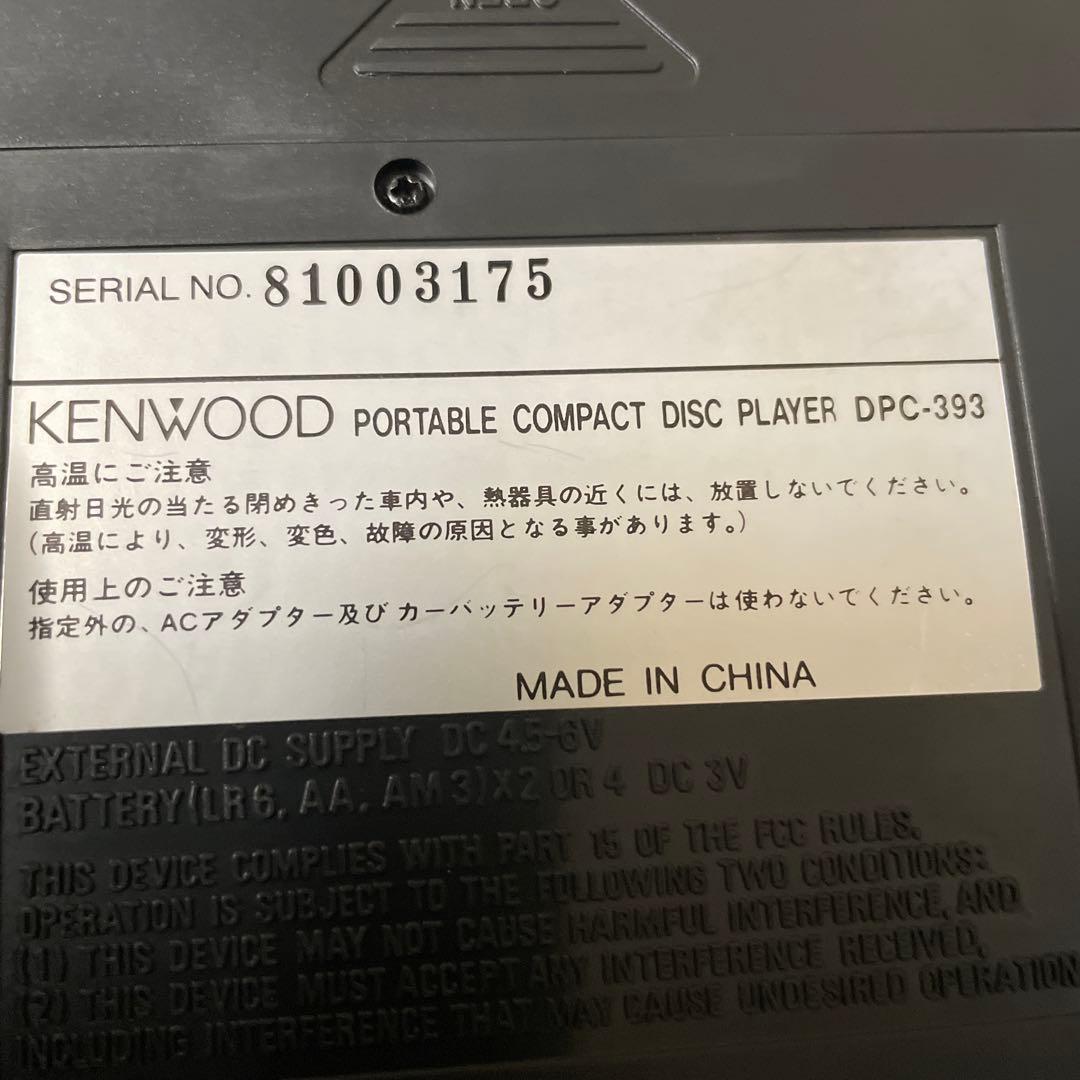 OPEN
SERIAL NO. 81003175
KENWOOD PORTABLE COMPACT DISC PLAYER DPC-393
高温にご注意
直射日光の当たる閉めきった車内や、熱器具の近くには、放置しないでください。
(高温により、変形、変色、故障の原因となる事があります。)
使用上のご注意
指定外の、ACアダプター及び カーバッテリーアダプターは使わないでください。
MADE IN CHINA
EXTERNAL DC SUPPLY DC 4.5-6V
BATTERY(LR6, AA, AM3)X2 OR 4 DC 3V
THIS DEVICE COMPLIES WITH PART 15 OF THE FCC RULES.
OPERATION IS SUBJECT TO THE FOLLOWING TWO CONDITIONS:
(1) THIS DEVICE MAY NOT CAUSE HARMFUL INTERFERENCE, AND
(2) THIS DEVICE MUST ACCEPT ANY INTERFERENCE RECEIVED,
INCLUDING INTERFERENCE THAT MAY CAUSE UNDESIRED OPERATION